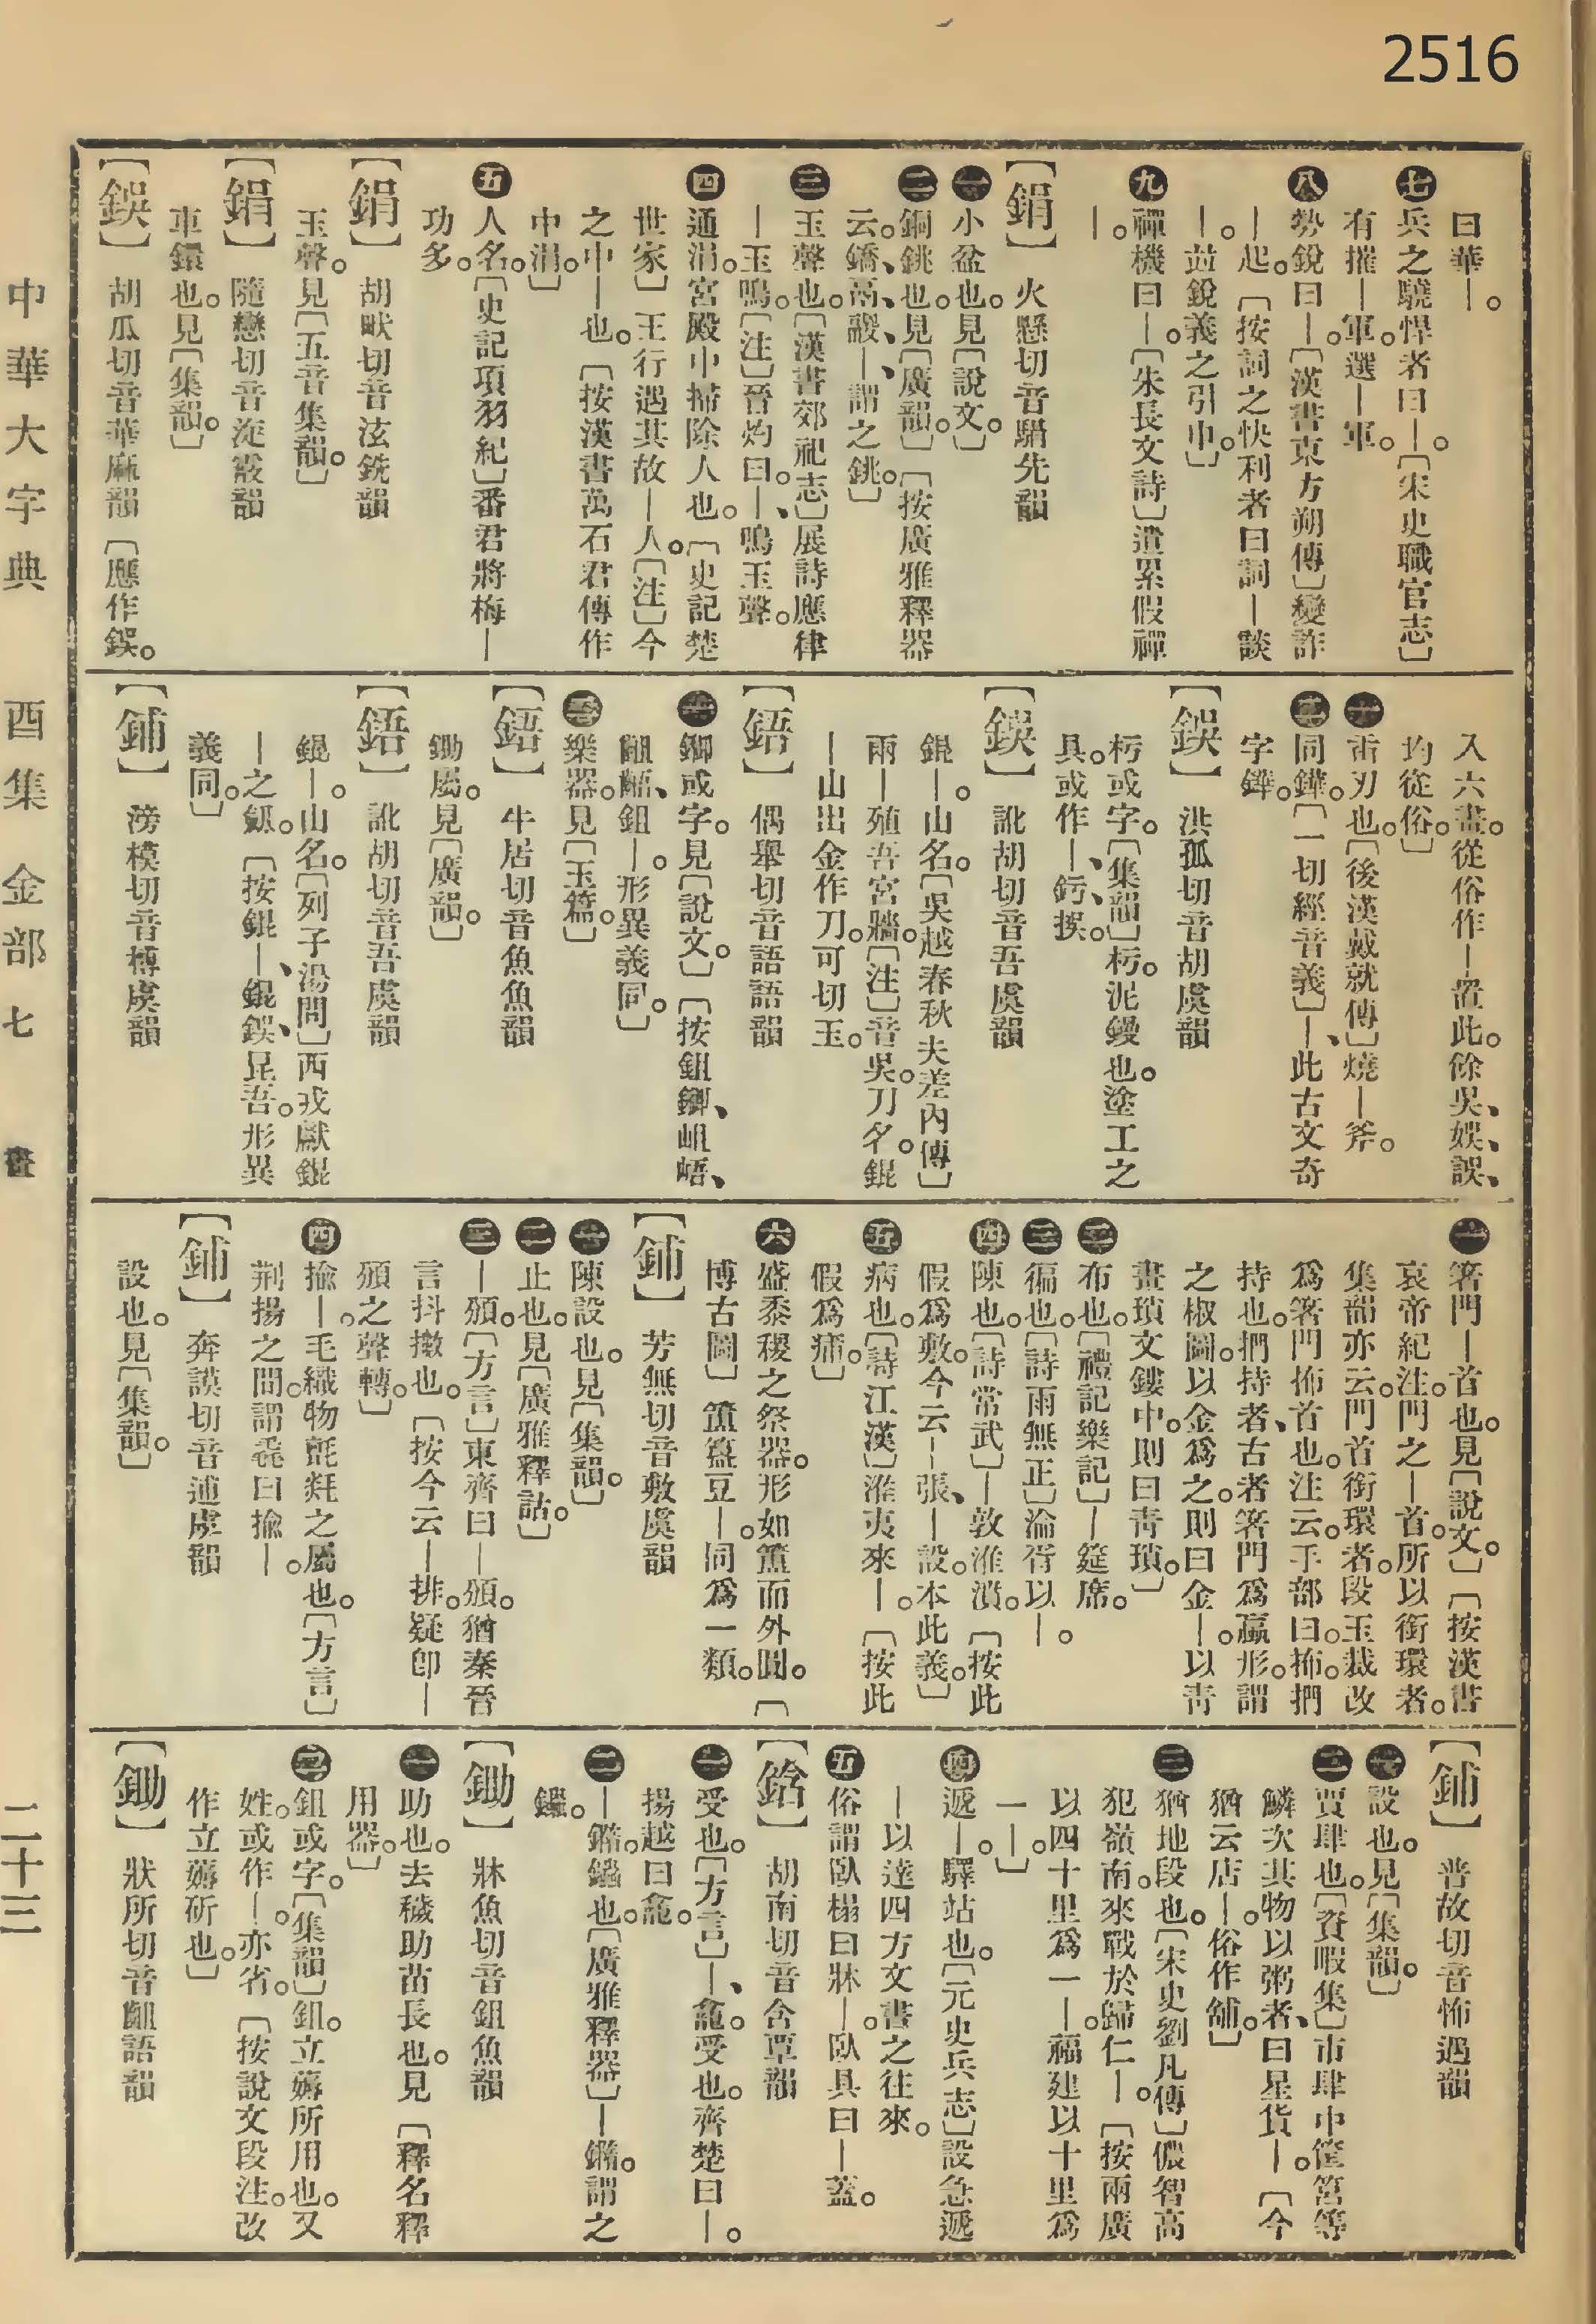 2516
曰華—。
㊆兵之驍悍者曰—。〔宋史職官志〕
有摧—軍。選—軍。
㊇勢銳曰—。〔漢書東方朔傳〕變詐
—起。〔按詞之快利者曰詞—談
—。並銳義之引申。〕
㊈禪機曰—。〔朱長文詩〕遣累假禪
—。
【鋗】 火懸切音駽先韻
㊀小盆也。見〔說文。〕
㊁銅銚也。見〔廣韻。〕〔按廣雅釋器
云。鐈、鬲、鍛、—謂之銚。〕
㊂玉聲也。〔漢書郊祀志〕展詩應律
—玉鳴。〔注〕晉灼曰。—、鳴玉聲。
㊃通涓。宮殿中掃除人也。〔史記楚
世家〕王行遇其故—人。〔注〕今
之中—也。〔按漢書萬石君傳作
中涓。〕
㊄人名。〔史記項羽紀〕番君將梅—
功多。
【鋗】 胡畎切音泫銑韻
玉聲。見〔五音集韻。〕
【鋗】 隨戀切音淀霰韻
車鐶也。見〔集韻。〕
【鋘】 胡瓜切音華麻韻〔應作鋘。
入六畫。從俗作—。置此。餘吳、娛、誤、
均從俗。〕
㊀臿刃也。〔後漢戴就傳〕燒—斧。
㊁同鏵。〔一切經音義〕—、此古文奇
字鏵。
【鋘】 洪孤切音胡虞韻
杇或字。〔集韻〕杇。泥鏝也。塗工之
具。或作—、釫、㨵。
【鋘】 訛胡切音吾虞韻
錕—。山名。〔吳越春秋夫差內傳〕
兩—殖吾宮牆。〔注〕音吳。刀名。錕
—山出金作刀。可切玉。
【鋙】 偶舉切音語語韻
㊀鋤或字。見〔說文。〕〔按鉏鋤、岨峿、
齟齬、鉏—。形異義同。〕
㊁樂器。見〔玉篇。〕
【鋙】 牛居切音魚魚韻
鋤屬。見〔廣韻。〕
【鋙】 訛胡切音吾虞韻
錕—。山名。〔列子湯問〕西戎獻錕
—之劍。〔按錕—、錕鋘、昆吾。形異
義同。〕
【鋪】 滂模切音㯷虞韻
㊀箸門—首也。見〔說文。〕〔按漢書
哀帝紀注。門之—首。所以銜環者。
集韻亦云。門首銜環者。段玉裁改
爲箸門抪首也。注云。手部曰。抪。捫
持也。捫持者、古者箸門爲蠃形。謂
之椒圖。以金爲之。則曰金—。以靑
畫瑣文鏤中。則曰靑瑣。〕
㊁布也。〔禮記樂記〕—筵席。
㊂徧也。〔詩雨無正〕淪胥以—。
㊃陳也。〔詩常武〕—敦淮濆。〔按此
假爲敷。今云—張、—設。本此義。〕
㊄病也。〔詩江漢〕淮夷來—。〔按此
假爲痡。〕
㊅盛黍稷之祭器。形如簠而外圓。〔
博古圖〕簠簋豆—。同爲一類。
【鋪】 芳無切音敷虞韻
㊀陳設也。見〔集韻。〕
㊁止也。見〔廣雅釋詁。〕
㊂—頒。〔方言〕東齊曰—頒。猶秦晉
言抖擻也。〔按今云—排。疑卽—
頒之聲轉。〕
㊃揄—。毛織物氀毼之屬也。〔方言〕
荆揚之間。謂毳曰揄—。
【鋪】 奔謨切音逋虞韻
設也。見〔集韻。〕
【鋪】 普故切音怖遇韻
㊀設也。見〔集韻。〕
㊁賈肆也。〔資暇集〕市肆中筐筥等
鱗次其物以粥者、曰星貨—。〔今
猶云店—。俗作舖。〕
㊂猶地段也。〔宋史劉凡傳〕儂智高
犯嶺南。來戰於歸仁—。〔按兩廣
以四十里爲一—。福建以十里爲
一—。〕
㊃遞—。驛站也。〔元史兵志〕設急遞
—以達四方文書之往來。
㊄俗謂臥榻曰牀—。臥具曰—蓋。
【鋡】 胡南切音含覃韻
㊀受也。〔方言〕—、龕。受也。齊楚曰—。
揚越曰龕。
㊁—鏅。鑪也。〔廣雅釋器〕—鏅。謂之
鑪。
【鋤】 牀魚切音鉏魚韻
㊀助也。去穢助苗長也。見〔釋名釋
用器。〕
㊁鉏或字。〔集韻〕鉏。立薅所用也。又
姓。或作—。亦省。〔按說文段注。改
作立薅斫也。〕
【鋤】 狀所切音齟語韻
中華大字典 酉集 金部七 畫 二十三